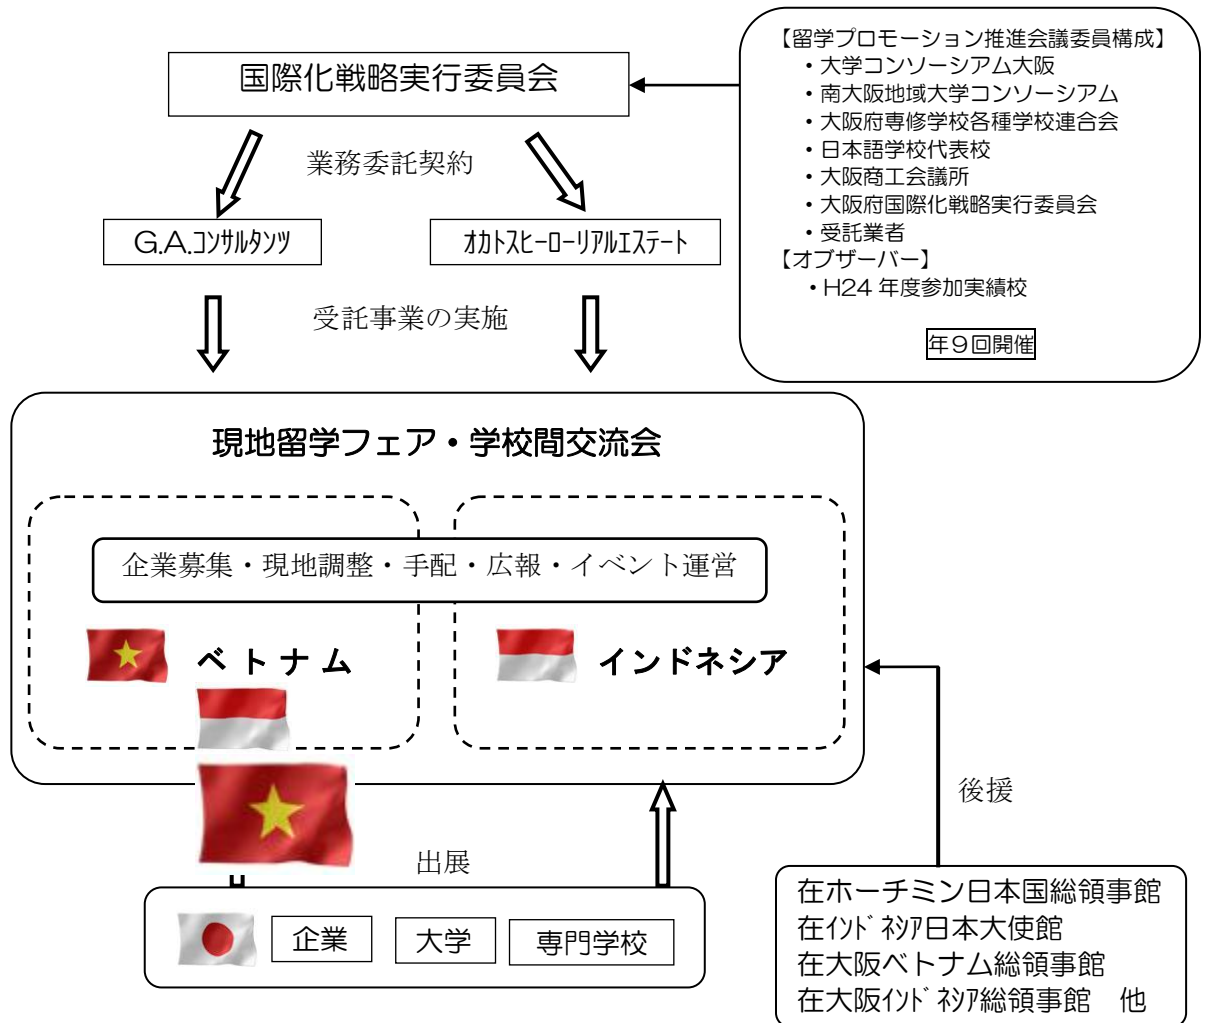 国際化戦略実行委員会
【留学プロモーション推進会議委員構成】
・大学コンソーシアム大阪
・南大阪地域大学コンソーシアム
・大阪府専修学校各種学校連合会
・日本語学校代表校
・大阪商工会議所
・大阪府国際化戦略実行委員会
・受託業者
【オブザーバー】
・H24 年度参加実績校
年9回開催
業務委託契約
G.A.ｺﾝｻﾙﾀﾝﾂ
ｵｶﾄｽﾋｰﾛｰﾘｱﾙｴｽﾃｰﾄ
受託事業の実施
現地留学フェア・学校間交流会
企業募集・現地調整・手配・広報・イベント運営
ベトナム
インドネシア
後援
出展
企業
大学
専門学校
在ホーチミン日本国総領事館
在ｲﾝﾄﾞﾈｼｱ日本大使館
在大阪ベトナム総領事館
在大阪ｲﾝﾄﾞﾈｼｱ総領事館　他